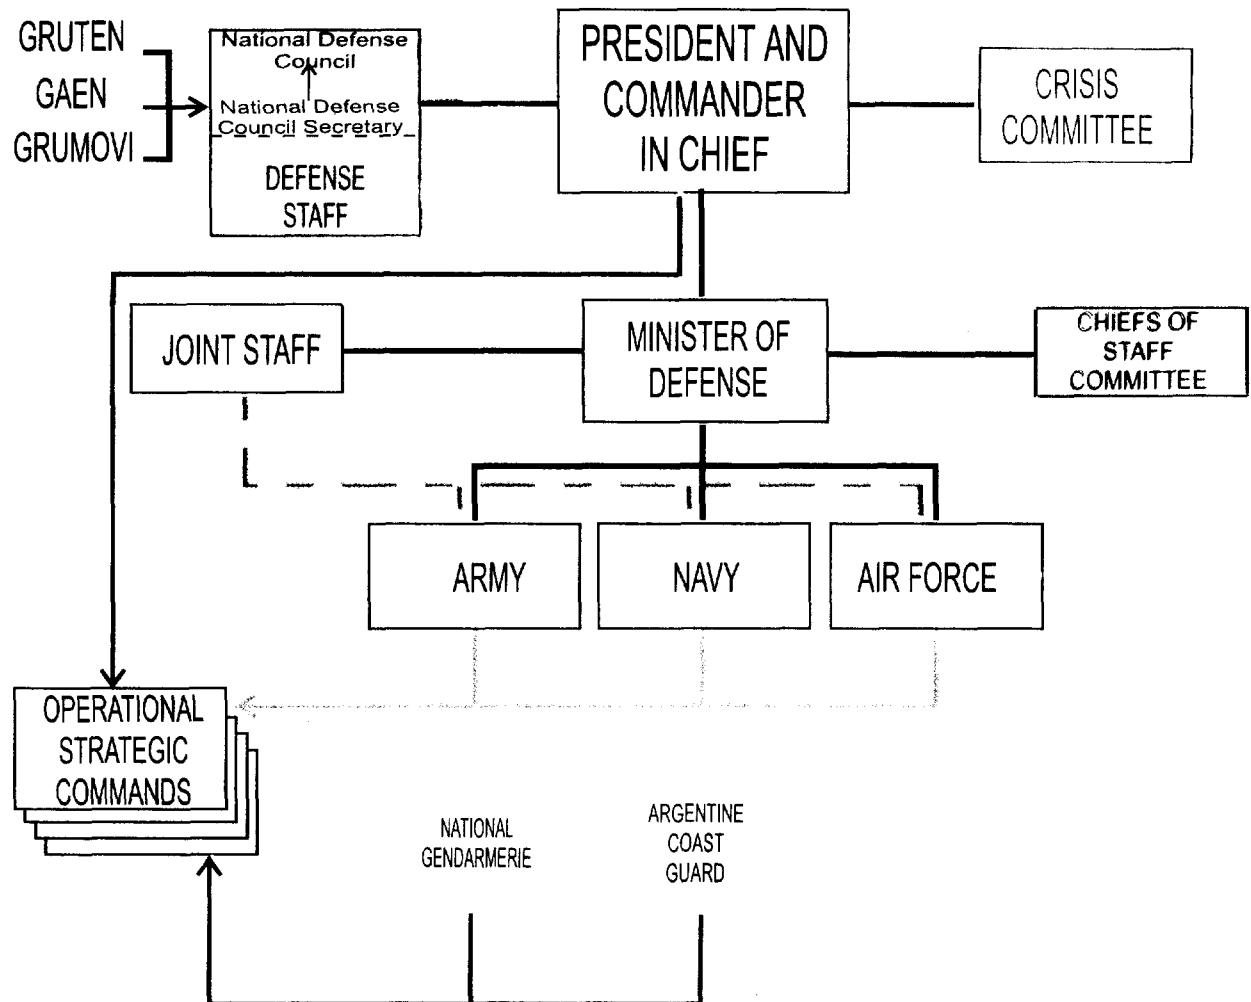 GRUTEN
GAEN
GRUMOVI
National Defense
Council
National Defense
Council Secretary
DEFENSE
STAFF
PRESIDENT AND
COMMANDER
IN CHIEF
CRISIS
COMMITTEE
JOINT STAFF
MINISTER OF
DEFENSE
CHIEFS OF
STAFF
COMMITTEE
ARMY
NAVY
AIR FORCE
OPERATIONAL
STRATEGIC
COMMANDS
NATIONAL
GENDARMERIE
ARGENTINE
COAST
GUARD